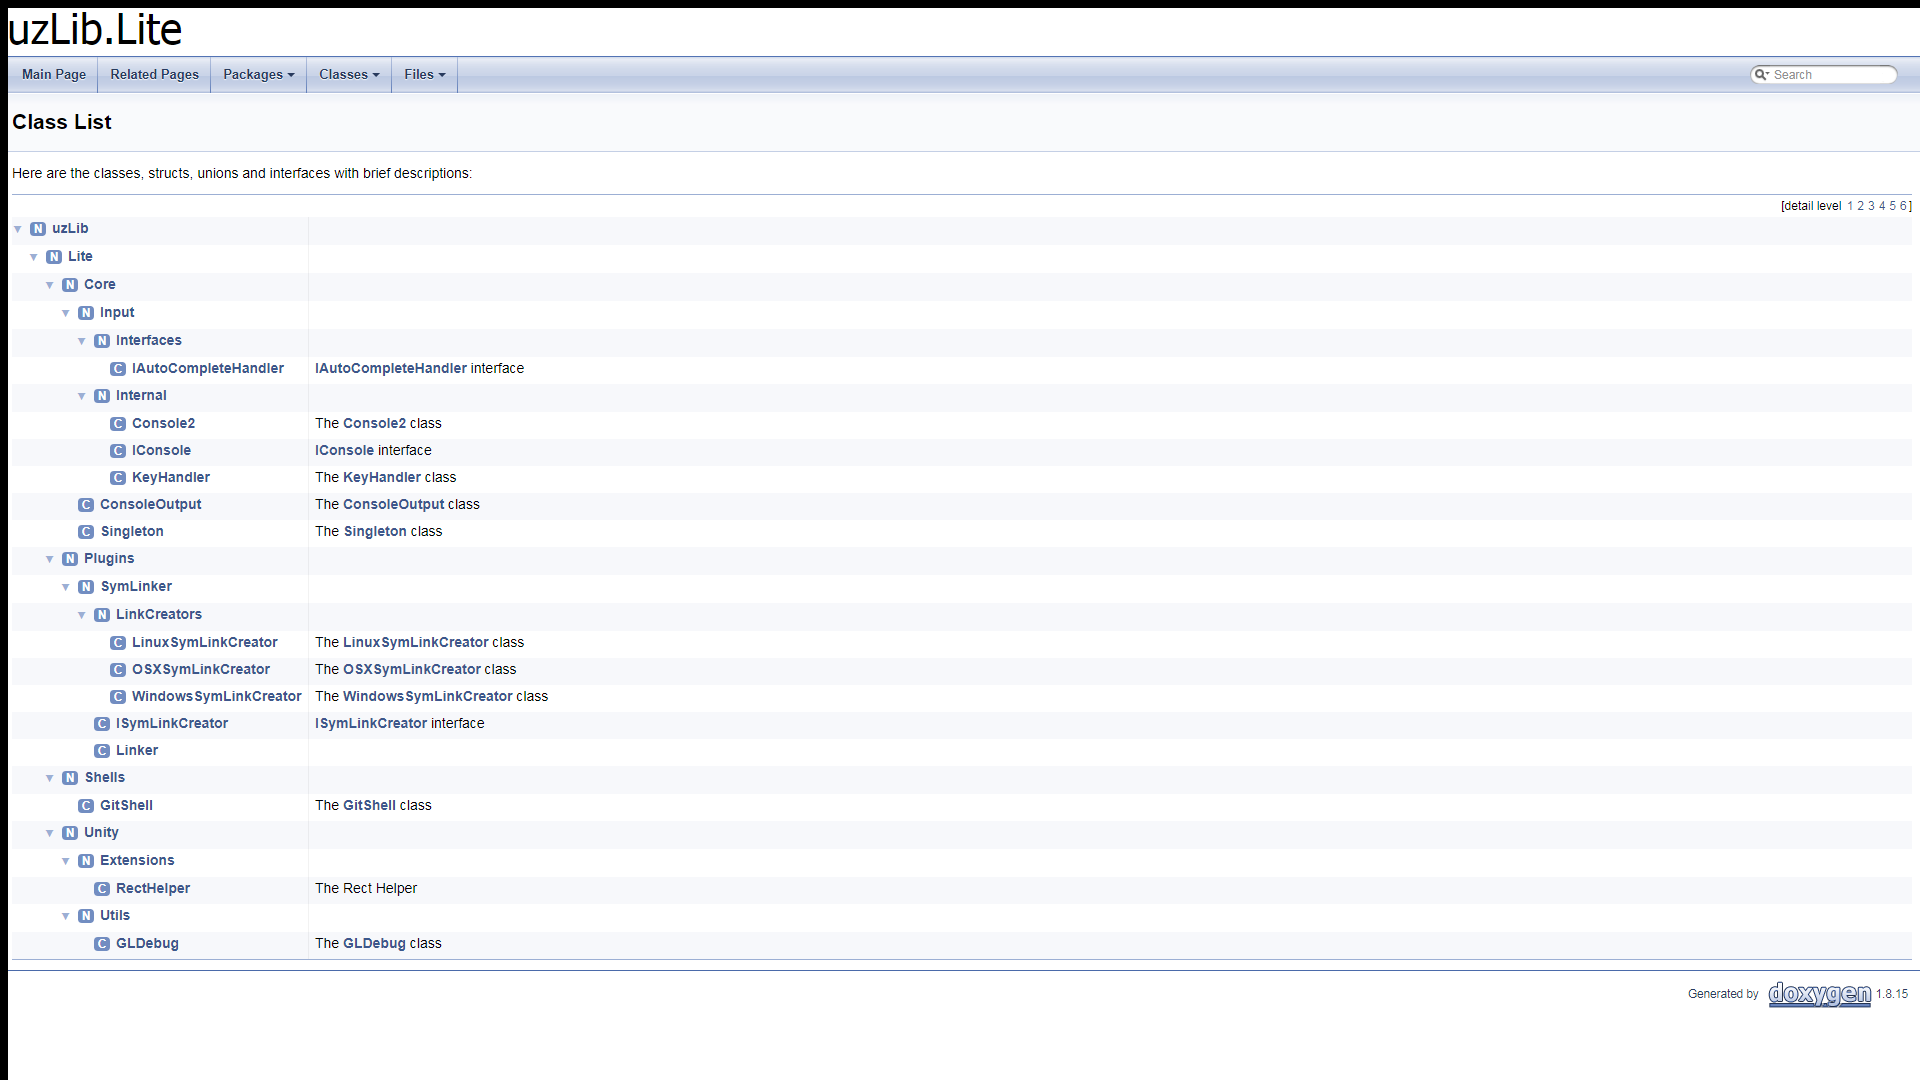 uzLib.Lite
Main Page Related Pages Packages Classes Files Search
Class List
Here are the classes, structs, unions and interfaces with brief descriptions:
[detail level 1 2 3 4 5 6]
N uzLib
N Lite
N Core
N Input
N Interfaces
C IAutoCompleteHandler IAutoCompleteHandler interface
N Internal
C Console2 The Console2 class
C IConsole IConsole interface
C KeyHandler The KeyHandler class
C ConsoleOutput The ConsoleOutput class
C Singleton The Singleton class
N Plugins
N SymLinker
N LinkCreators
C LinuxSymLinkCreator The LinuxSymLinkCreator class
C OSXSymLinkCreator The OSXSymLinkCreator class
C WindowsSymLinkCreator The WindowsSymLinkCreator class
C ISymLinkCreator ISymLinkCreator interface
C Linker
N Shells
C GitShell The GitShell class
N Unity
N Extensions
C RectHelper The Rect Helper
N Utils
C GLDebug The GLDebug class
Generated by doxygen 1.8.15